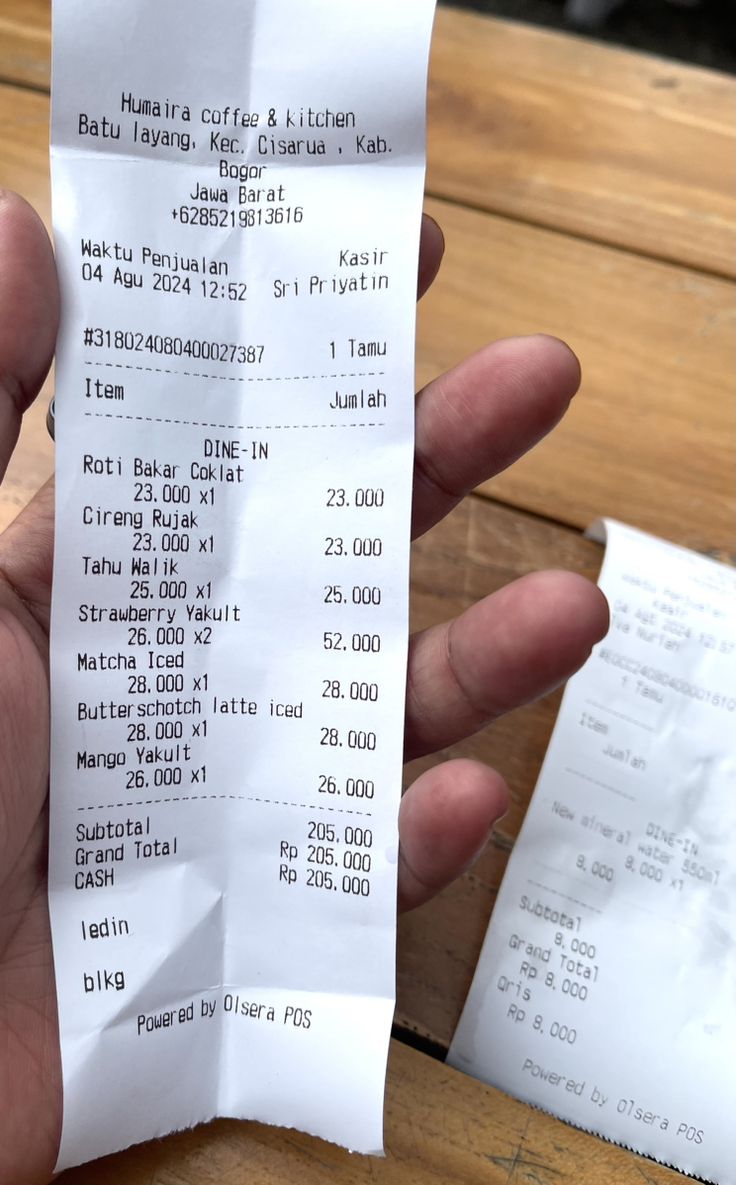 Humaira coffee & kitchen
Batu layang, Kec. Cisarua , Kab.
Bogor
Jawa Barat
+6285219813616
Waktu Penjualan Kasir
04 Agu 2024 12:52 Sri Priyatin
#318024080400027387 1 Tamu
Item Jumlah
DINE-IN
Roti Bakar Coklat
23.000 x1 23.000
Cireng Rujak
23.000 x1 23.000
Tahu Walik
25.000 x1 25.000
Strawberry Yakult
26.000 x2 52.000
Matcha Iced
28.000 x1 28.000
Butterschotch latte iced
28.000 x1 28.000
Mango Yakult
26.000 x1 26.000
Subtotal 205.000
Grand Total Rp 205.000
CASH Rp 205.000
ledin
blkg
Powered by Olsera POS
Waktu Penjualan
Kasir
04 Agt 2024 12:57
1 Tamu
Item
Jumlah
DINE-IN
New mineral water 550ml
8.000 x1
8.000
Subtotal
8.000
Grand Total
Rp 8.000
Qris
Rp 8.000
Powered by Olsera POS